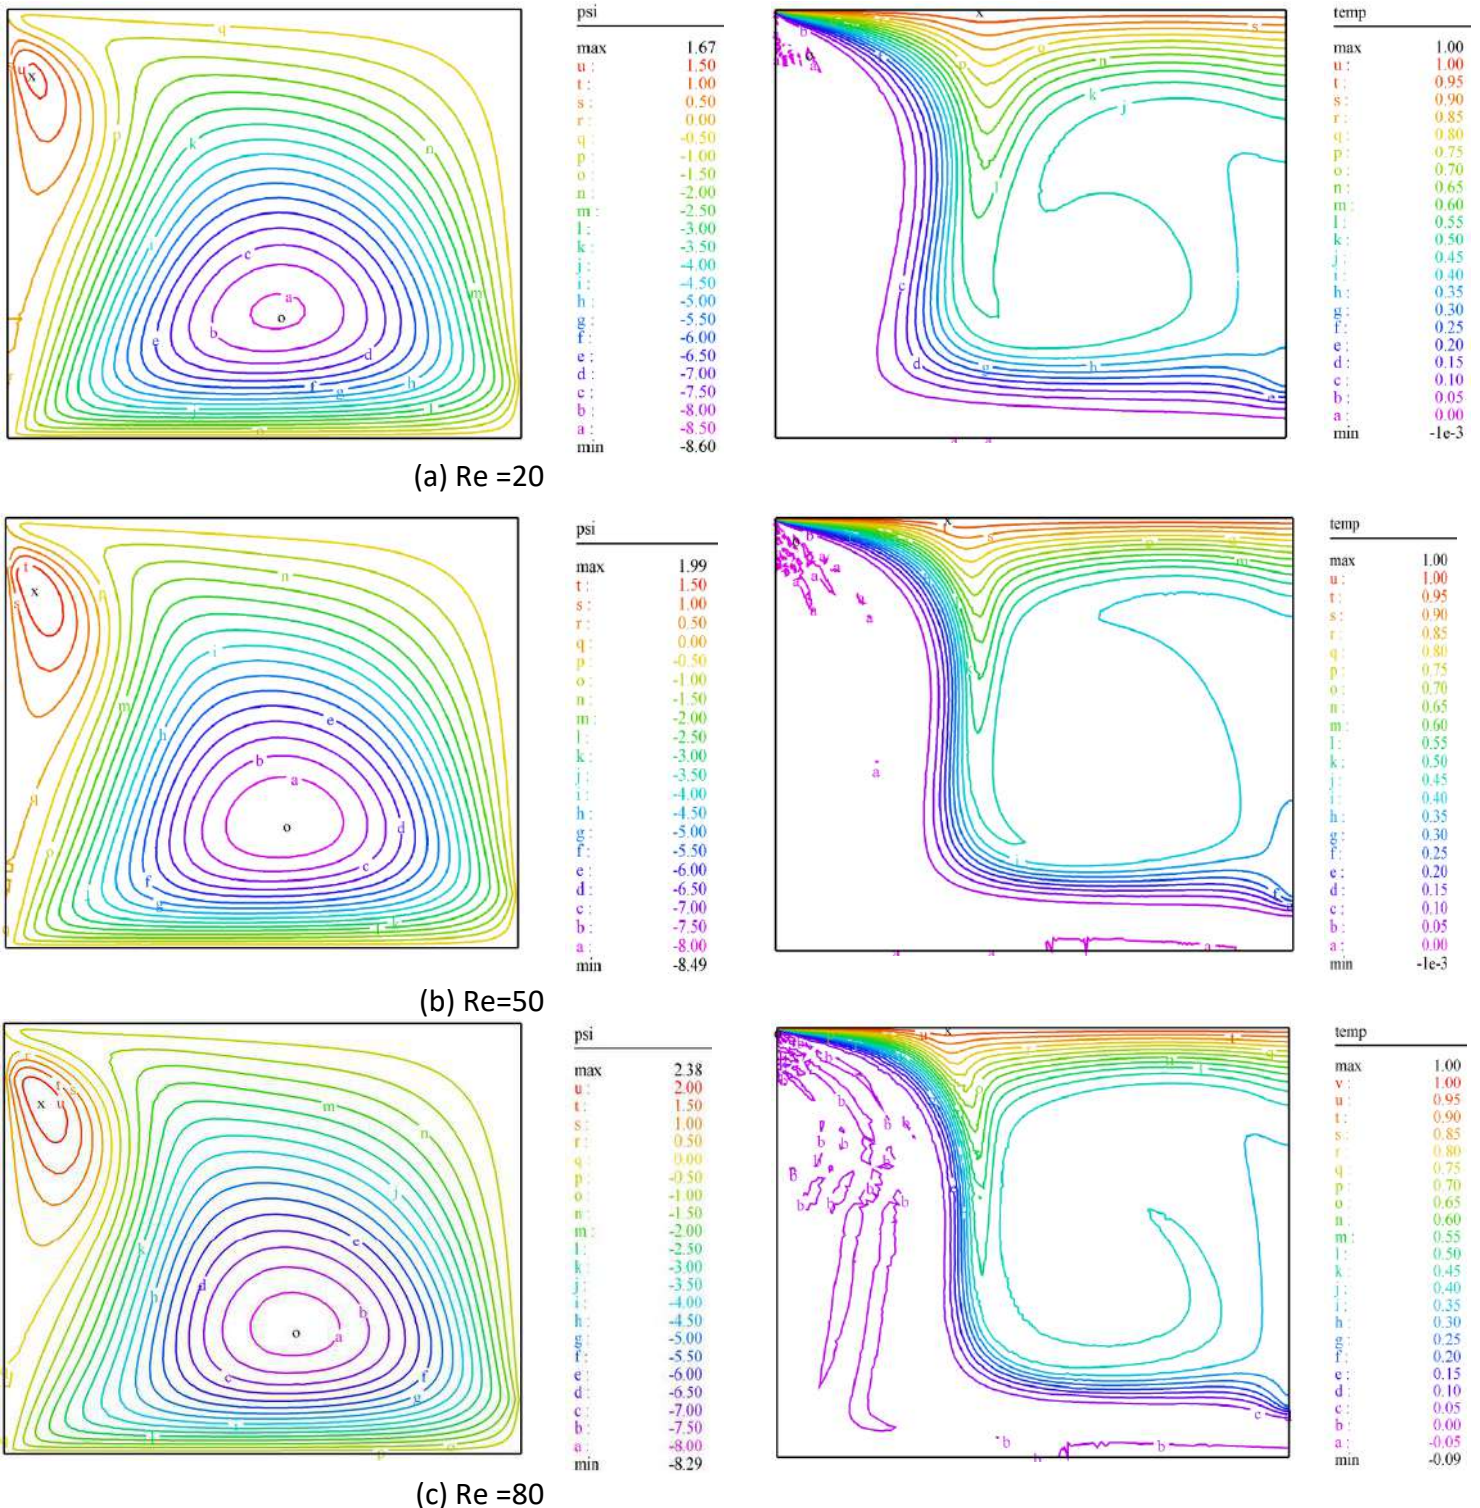 psi
max 1.67
u : 1.50
t : 1.00
s : 0.50
r : 0.00
q : -0.50
p : -1.00
o : -1.50
n : -2.00
m : -2.50
l : -3.00
k : -3.50
j : -4.00
i : -4.50
h : -5.00
g : -5.50
f : -6.00
e : -6.50
d : -7.00
c : -7.50
b : -8.00
a : -8.50
min -8.60
temp
max 1.00
u : 1.00
t : 0.95
s : 0.90
r : 0.85
q : 0.80
p : 0.75
o : 0.70
n : 0.65
m : 0.60
l : 0.55
k : 0.50
j : 0.45
i : 0.40
h : 0.35
g : 0.30
f : 0.25
e : 0.20
d : 0.15
c : 0.10
b : 0.05
a : 0.00
min -1e-3
(a) Re =20
psi
max 1.99
t : 1.50
s : 1.00
r : 0.50
q : 0.00
p : -0.50
o : -1.00
n : -1.50
m : -2.00
l : -2.50
k : -3.00
j : -3.50
i : -4.00
h : -4.50
g : -5.00
f : -5.50
e : -6.00
d : -6.50
c : -7.00
b : -7.50
a : -8.00
min -8.49
temp
max 1.00
u : 1.00
t : 0.95
s : 0.90
r : 0.85
q : 0.80
p : 0.75
o : 0.70
n : 0.65
m : 0.60
l : 0.55
k : 0.50
j : 0.45
i : 0.40
h : 0.35
g : 0.30
f : 0.25
e : 0.20
d : 0.15
c : 0.10
b : 0.05
a : 0.00
min -1e-3
(b) Re=50
psi
max 2.38
u : 2.00
t : 1.50
s : 1.00
r : 0.50
q : 0.00
p : -0.50
o : -1.00
n : -1.50
m : -2.00
l : -2.50
k : -3.00
j : -3.50
i : -4.00
h : -4.50
g : -5.00
f : -5.50
e : -6.00
d : -6.50
c : -7.00
b : -7.50
a : -8.00
min -8.29
temp
max 1.00
v : 1.00
u : 0.95
t : 0.90
s : 0.85
r : 0.80
q : 0.75
p : 0.70
o : 0.65
n : 0.60
m : 0.55
l : 0.50
k : 0.45
j : 0.40
i : 0.35
h : 0.30
g : 0.25
f : 0.20
e : 0.15
d : 0.10
c : 0.05
b : 0.00
a : -0.05
min -0.09
(c) Re =80